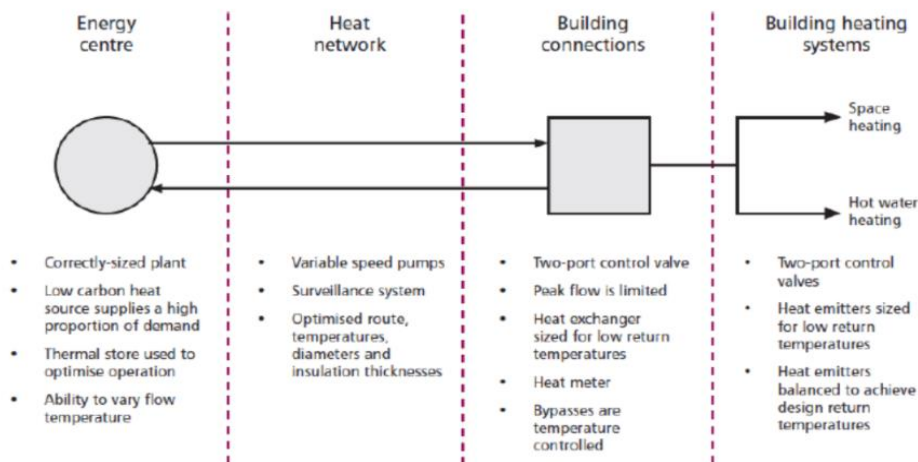 Energy
centre
Heat
network
Building
connections
Building heating
systems
Space
heating
Hot water
heating
• Correctly-sized plant
• Low carbon heat
source supplies a high
proportion of demand
• Thermal store used to
optimise operation
• Ability to vary flow
temperature
• Variable speed pumps
• Surveillance system
• Optimised route,
temperatures,
diameters and
insulation thicknesses
• Two-port control valve
• Peak flow is limited
• Heat exchanger
sized for low return
temperatures
• Heat meter
• Bypasses are
temperature
controlled
• Two-port control
valves
• Heat emitters sized
for low return
temperatures
• Heat emitters
balanced to achieve
design return
temperatures